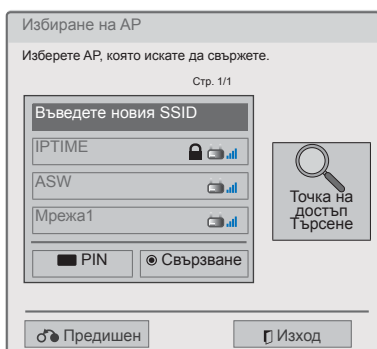 Избиране на AP
Изберете AP, която искате да свържете.
Стр. 1/1
Въведете новия SSID
IPTIME
ASW
Мрежа1
PIN
Свързване
Точка на
достъп
Търсене
Предишен
Изход